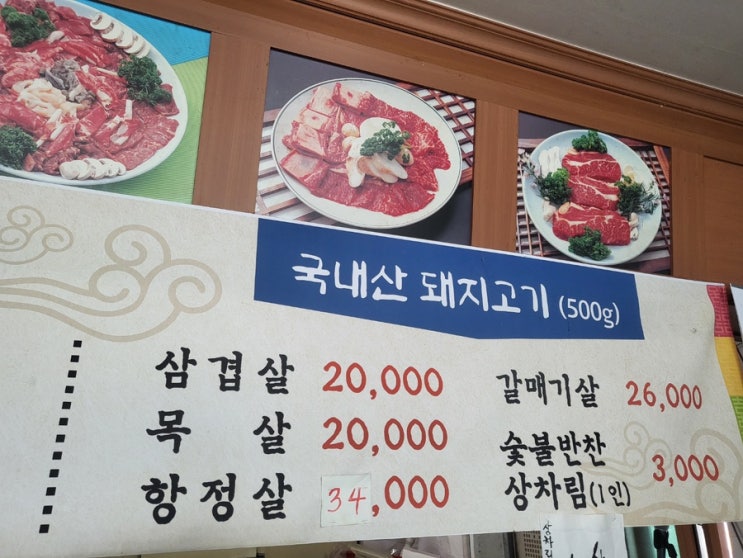 국내산 돼지고기 (500g)
삼겹살 20,000
목살 20,000
항정살 34,000
갈매기살 26,000
숯불반찬
상차림(1인) 3,000